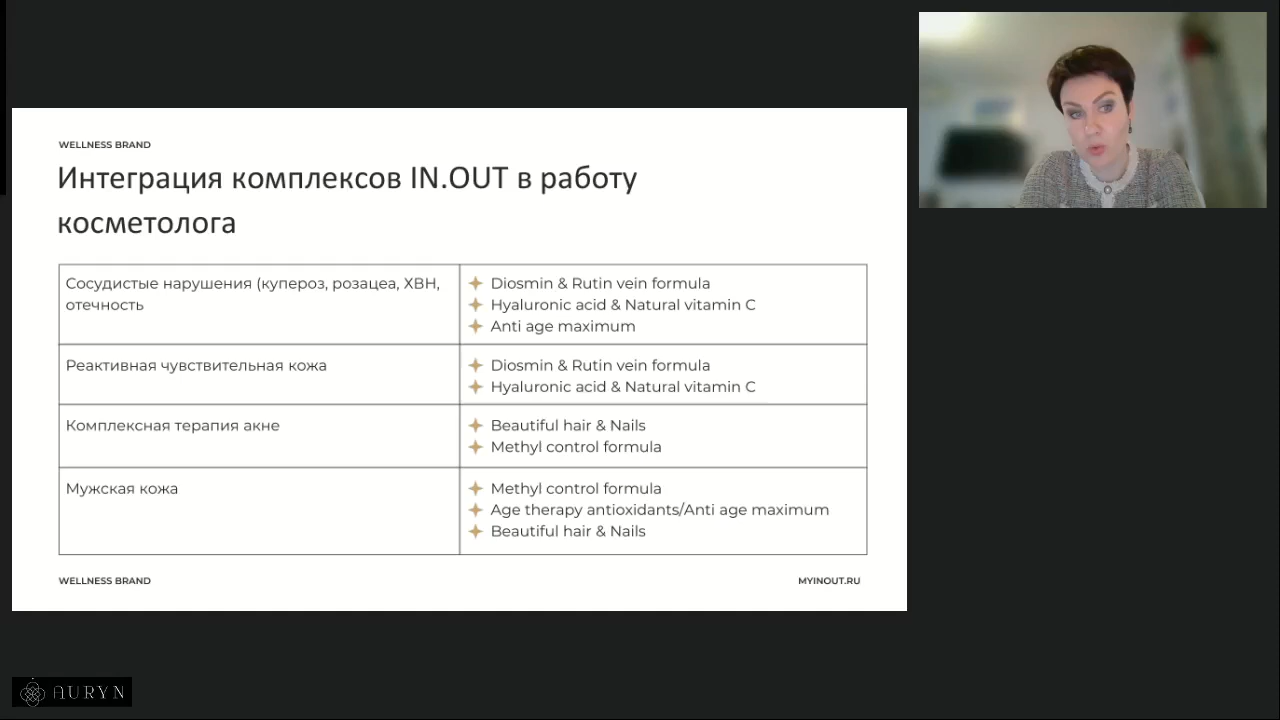 WELLNESS BRAND
Интеграция комплексов IN.OUT в работу
косметолога
Сосудистые нарушения (купероз, розацеа, ХВН,
отечность
Diosmin & Rutin vein formula
Hyaluronic acid & Natural vitamin C
Anti age maximum
Реактивная чувствительная кожа
Diosmin & Rutin vein formula
Hyaluronic acid & Natural vitamin C
Комплексная терапия акне
Beautiful hair & Nails
Methyl control formula
Мужская кожа
Methyl control formula
Age therapy antioxidants/Anti age maximum
Beautiful hair & Nails
WELLNESS BRAND
MYINOUT.RU
AURYN